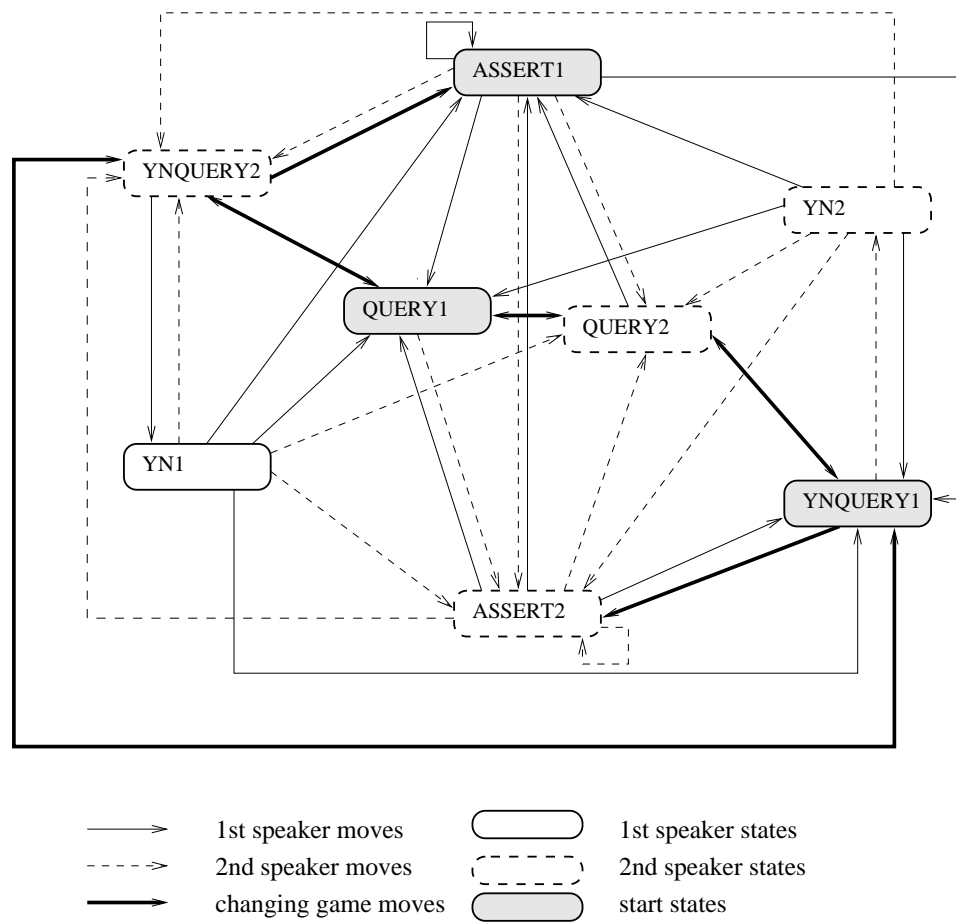 ASSERT1
YNQUERY2
YN2
QUERY1
QUERY2
YN1
YNQUERY1
ASSERT2
1st speaker moves
1st speaker states
2nd speaker moves
2nd speaker states
changing game moves
start states